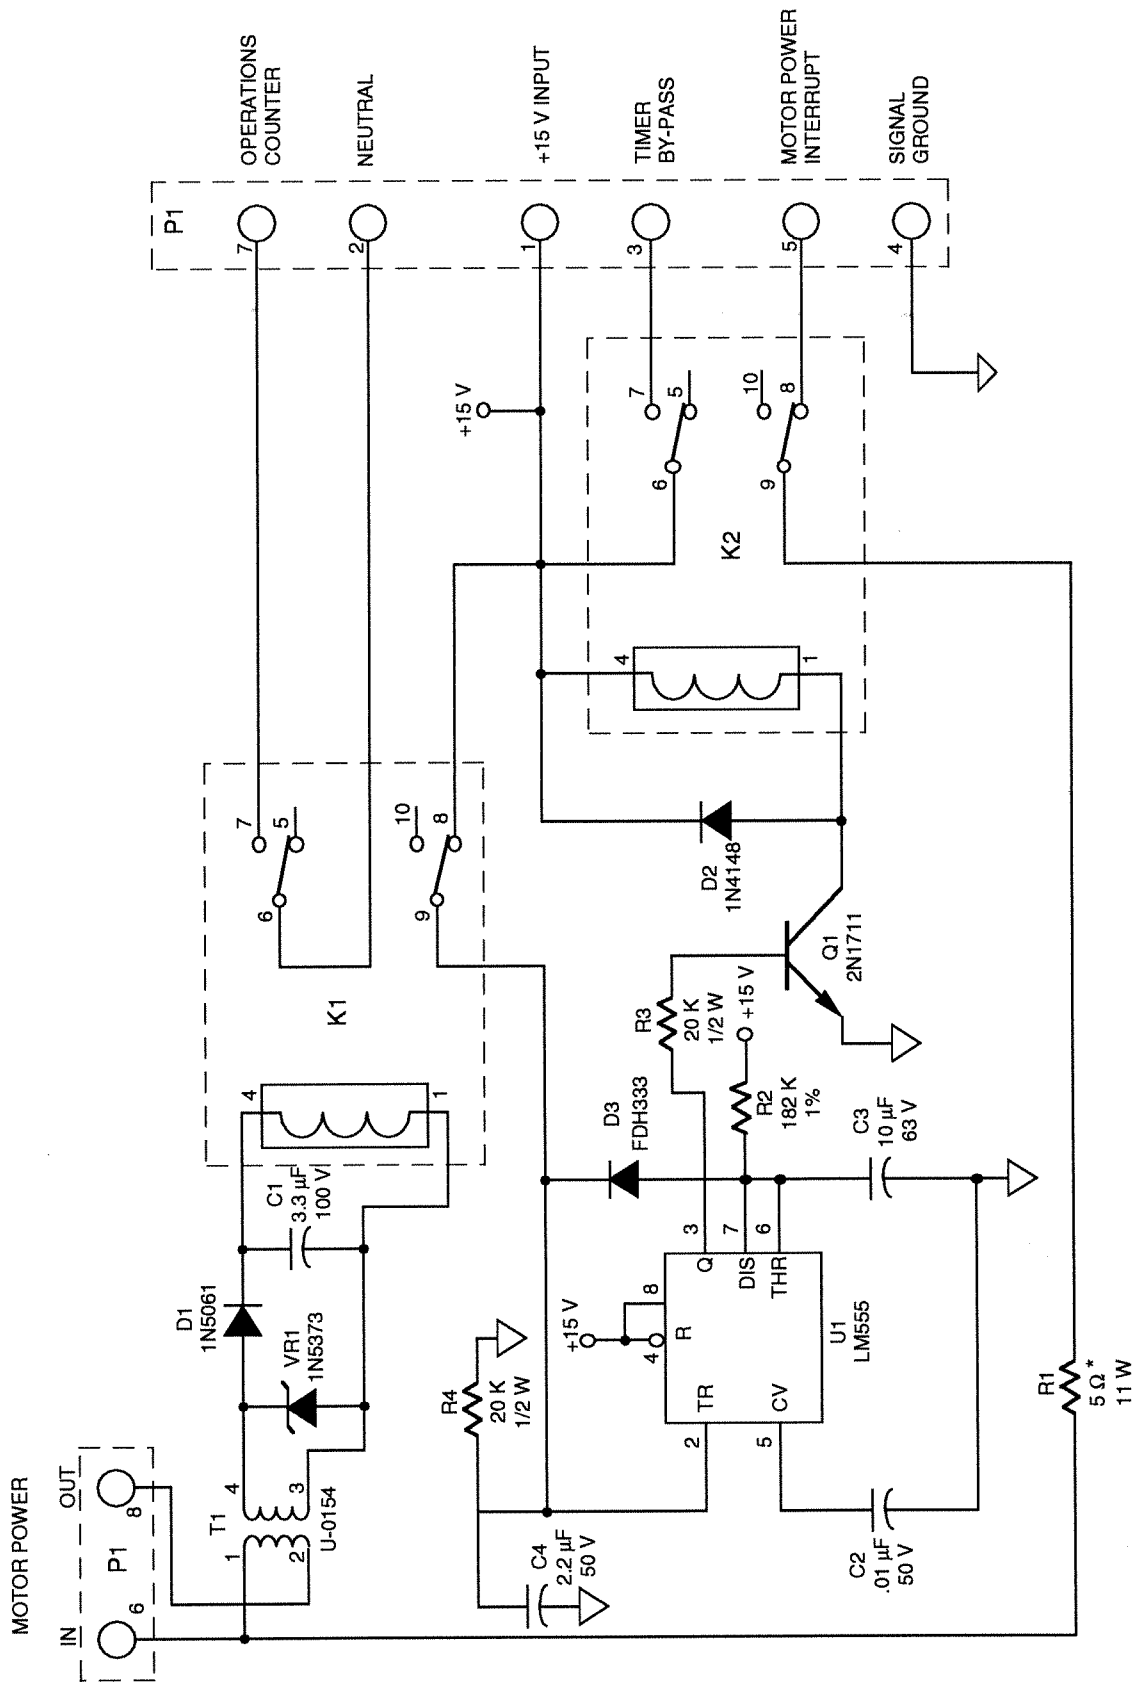 MOTOR POWER
IN
OUT
6
8
P1
T1
1
2
4
3
U-0154
VR1
1N5373
D1
1N5061
C1
3.3 µF
100 V
4
1
K1
6
7
5
9
10
8
P1
7
OPERATIONS
COUNTER
2
NEUTRAL
1
+15 V INPUT
3
TIMER
BY-PASS
5
MOTOR POWER
INTERRUPT
4
SIGNAL
GROUND
+15 V
K2
4
1
6
7
5
9
10
8
D2
1N4148
Q1
2N1711
R3
20 K
1/2 W
+15 V
R2
182 K
1%
D3
FDH333
C3
10 µF
63 V
R4
20 K
1/2 W
+15 V
4
8
R
3
Q
7
DIS
6
THR
2
TR
5
CV
U1
LM555
C4
2.2 µF
50 V
C2
.01 µF
50 V
R1
5 Ω *
11 W